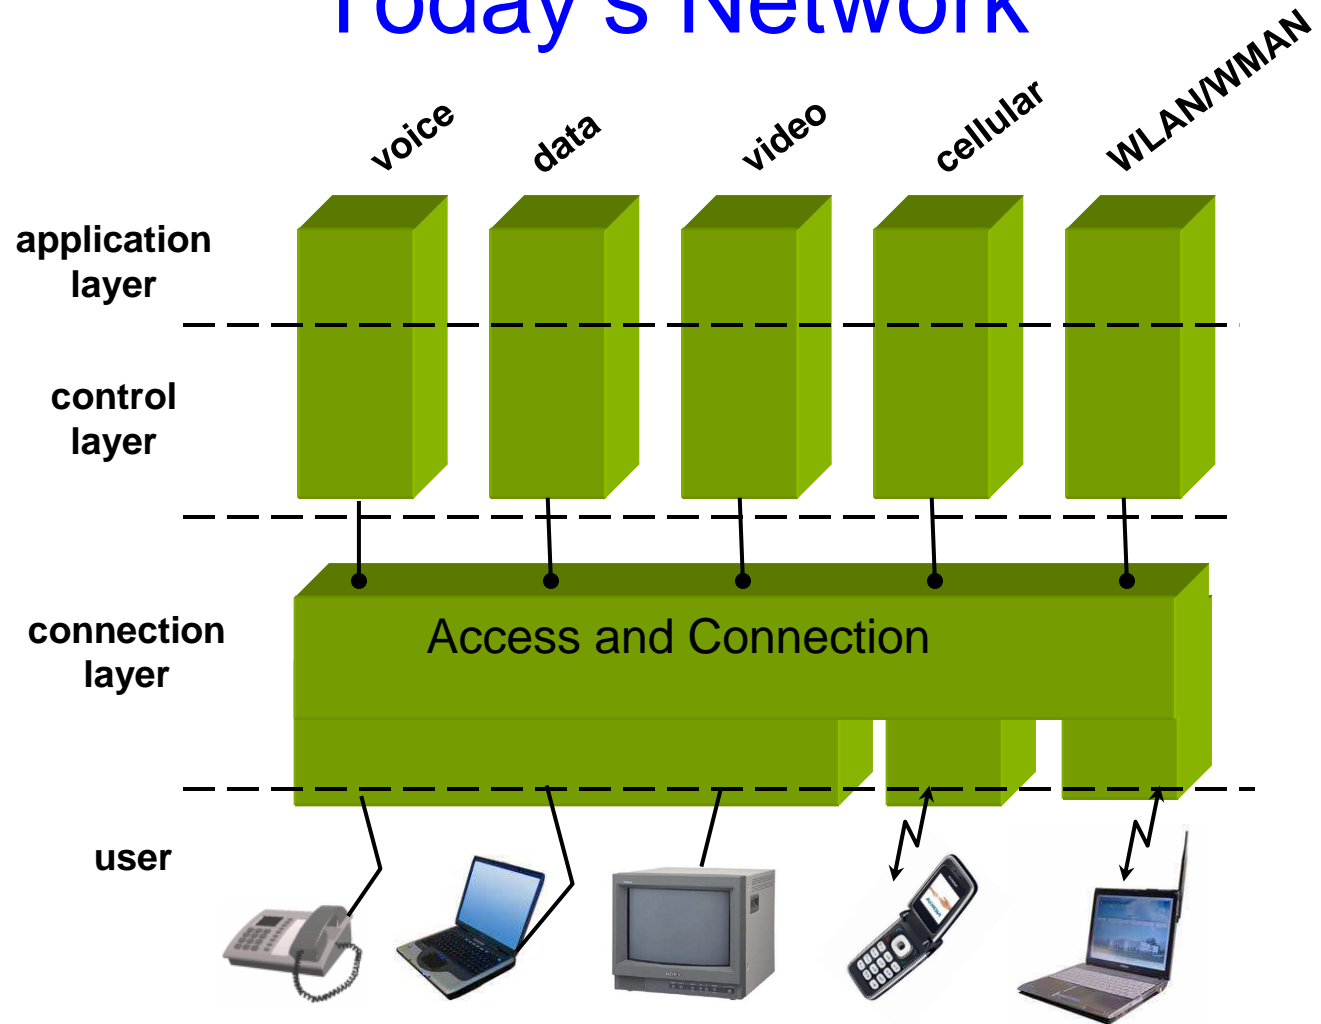 Today's Network
voice
data
video
cellular
WLAN/WMAN
application
layer
control
layer
connection
layer
Access and Connection
user